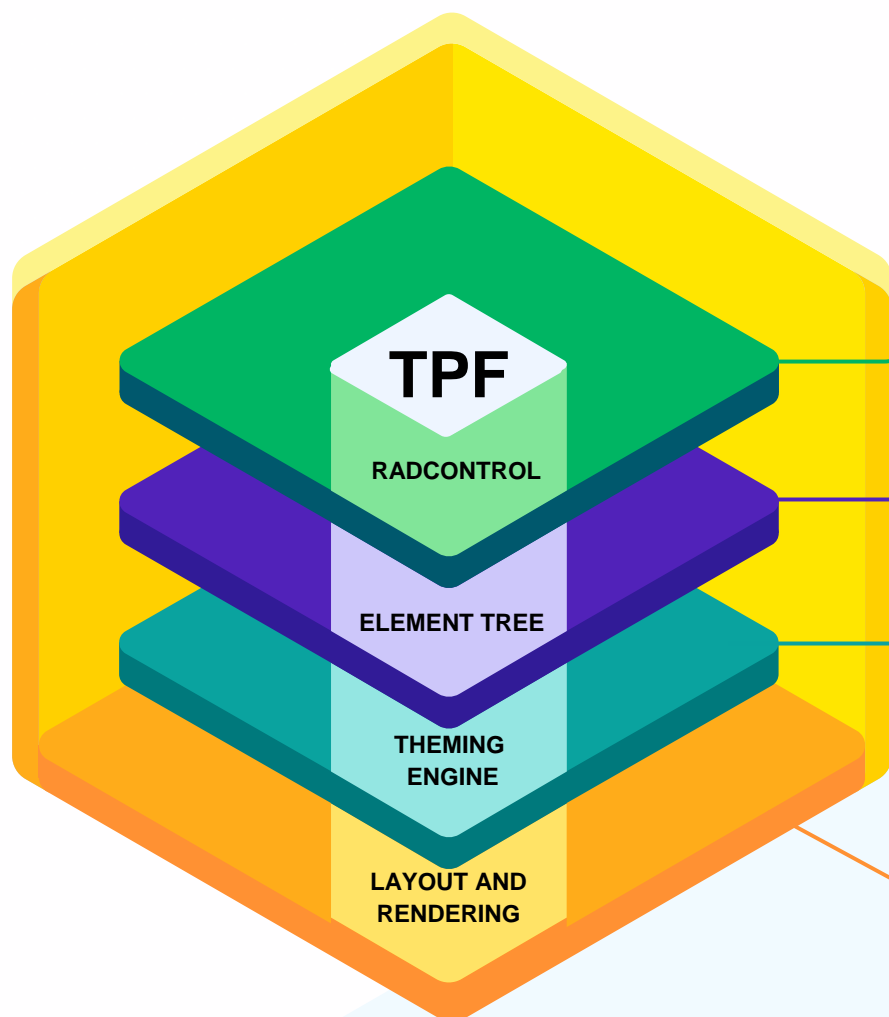 TPF
RADCONTROL
ELEMENT TREE
THEMING
ENGINE
LAYOUT AND
RENDERING